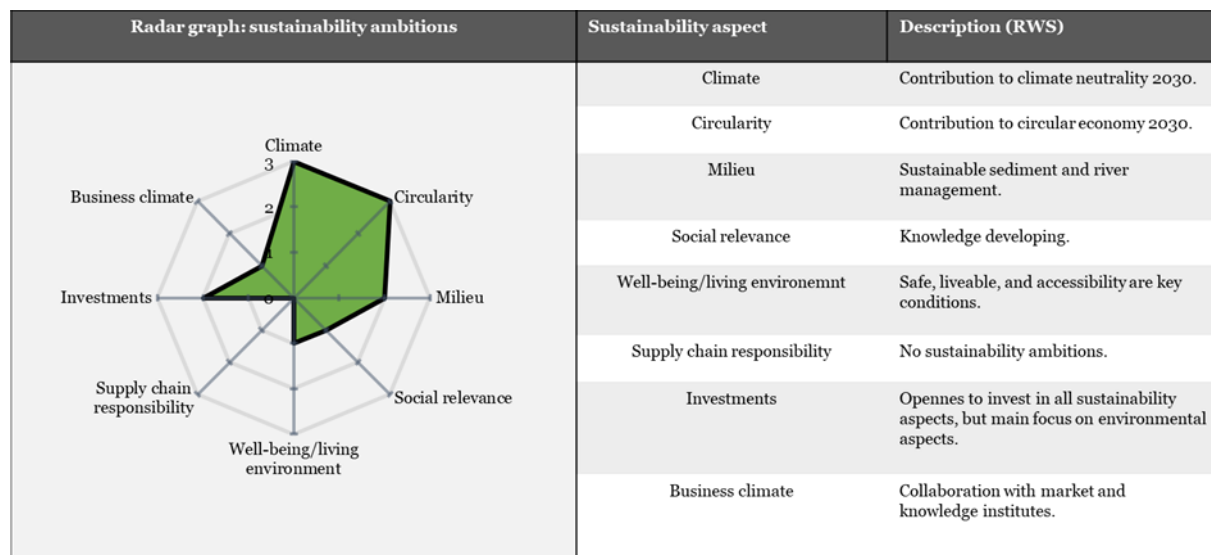 Radar graph: sustainability ambitions
Sustainability aspect
Description (RWS)
Climate
3
Business climate
Circularity
2
1
Investments
0
Milieu
Supply chain
responsibility
Social relevance
Well-being/living
environment
Climate
Contribution to climate neutrality 2030.
Circularity
Contribution to circular economy 2030.
Milieu
Sustainable sediment and river
management.
Social relevance
Knowledge developing.
Well-being/living environemnt
Safe, liveable, and accessibility are key
conditions.
Supply chain responsibility
No sustainability ambitions.
Investments
Opennes to invest in all sustainability
aspects, but main focus on environmental
aspects.
Business climate
Collaboration with market and
knowledge institutes.